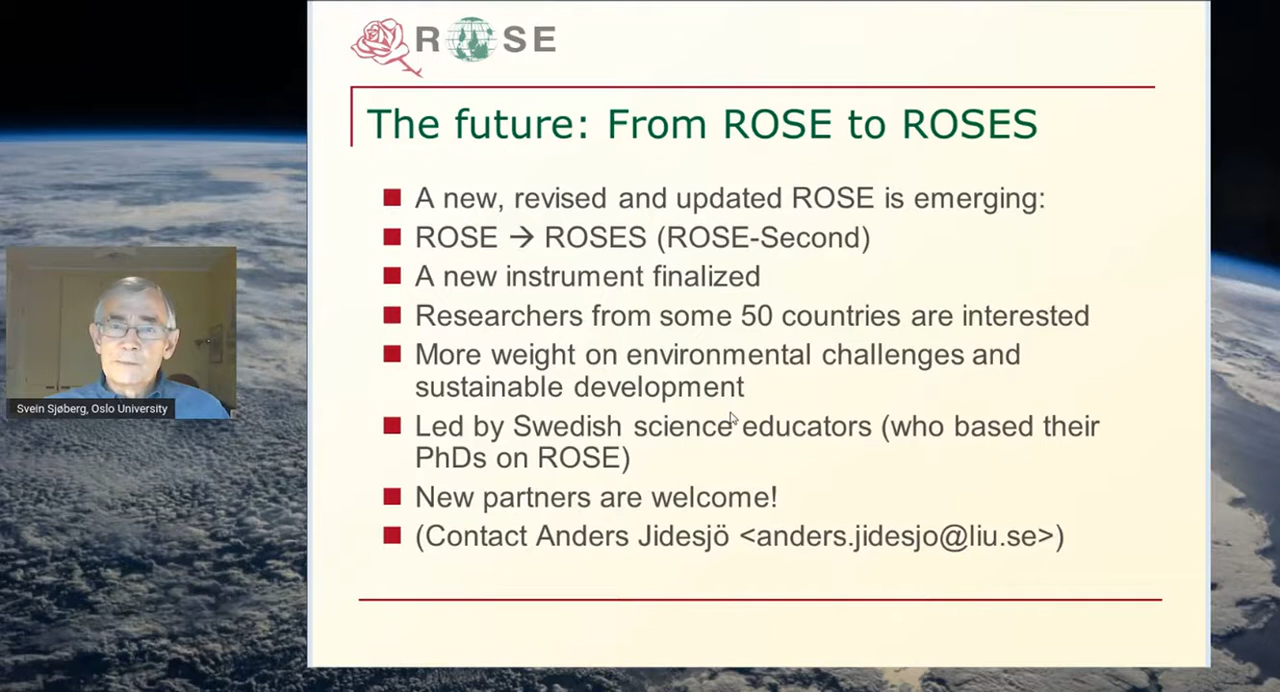 R SE
The future: From ROSE to ROSES
A new, revised and updated ROSE is emerging:
ROSE → ROSES (ROSE-Second)
A new instrument finalized
Researchers from some 50 countries are interested
More weight on environmental challenges and
sustainable development
Led by Swedish science educators (who based their
PhDs on ROSE)
New partners are welcome!
(Contact Anders Jidesjö <anders.jidesjo@liu.se>)
Svein Sjøberg, Oslo University